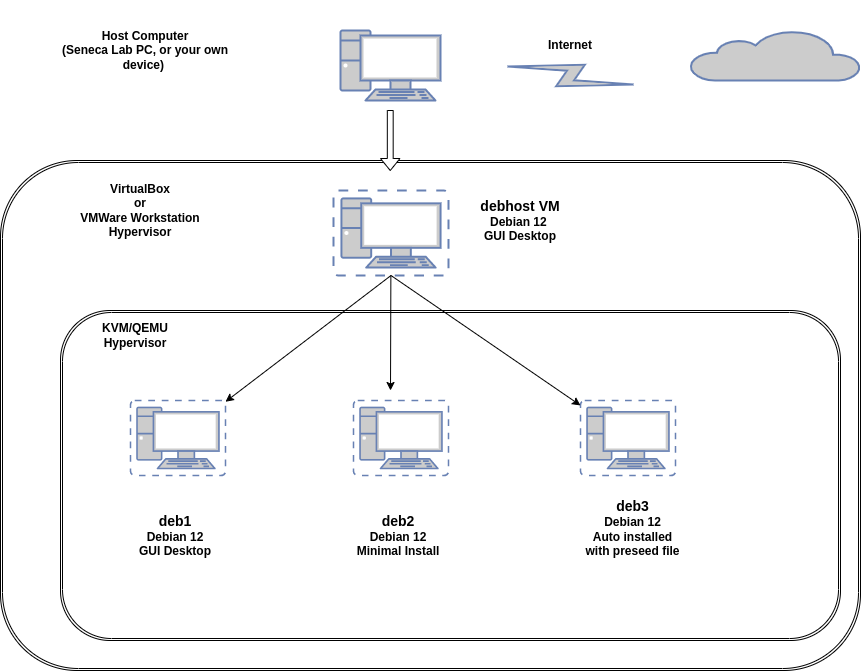 Host Computer
(Seneca Lab PC, or your own
device)
Internet
VirtualBox
or
VMWare Workstation
Hypervisor
debhost VM
Debian 12
GUI Desktop
KVM/QEMU
Hypervisor
deb1
Debian 12
GUI Desktop
deb2
Debian 12
Minimal Install
deb3
Debian 12
Auto installed
with preseed file